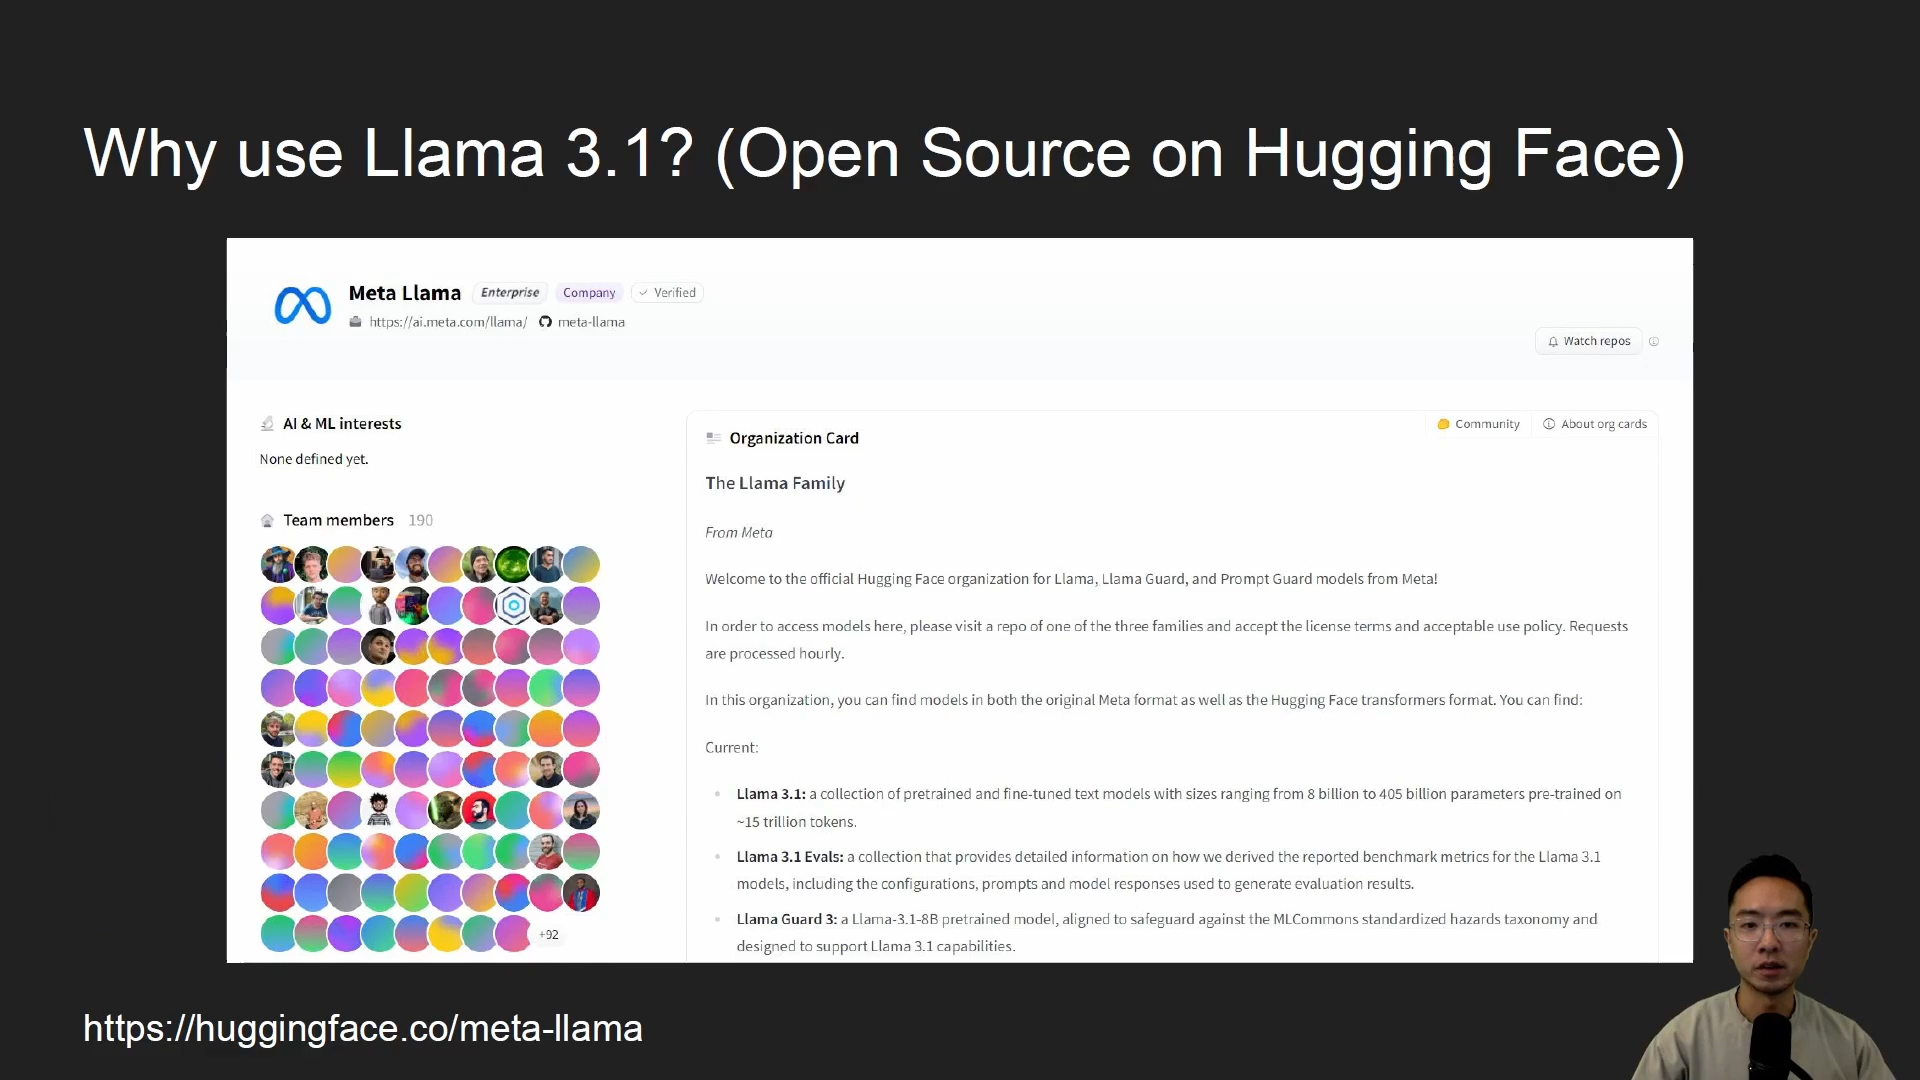 Why use Llama 3.1? (Open Source on Hugging Face)
Meta Llama Enterprise Company Verified
https://ai.meta.com/llama/ meta-llama
Watch repos
AI & ML interests
None defined yet.
Team members 190
+92
Community About org cards
Organization Card
The Llama Family
From Meta
Welcome to the official Hugging Face organization for Llama, Llama Guard, and Prompt Guard models from Meta!
In order to access models here, please visit a repo of one of the three families and accept the license terms and acceptable use policy. Requests
are processed hourly.
In this organization, you can find models in both the original Meta format as well as the Hugging Face transformers format. You can find:
Current:
Llama 3.1: a collection of pretrained and fine-tuned text models with sizes ranging from 8 billion to 405 billion parameters pre-trained on
~15 trillion tokens.
Llama 3.1 Evals: a collection that provides detailed information on how we derived the reported benchmark metrics for the Llama 3.1
models, including the configurations, prompts and model responses used to generate evaluation results.
Llama Guard 3: a Llama-3.1-8B pretrained model, aligned to safeguard against the MLCommons standardized hazards taxonomy and
designed to support Llama 3.1 capabilities.
https://huggingface.co/meta-llama